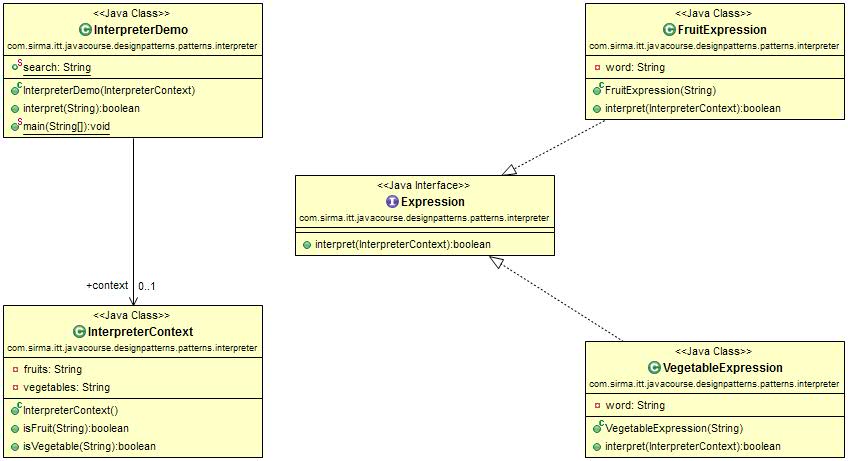 <<Java Class>>
InterpreterDemo
com.sirma.itt.javacourse.designpatterns.patterns.interpreter
search: String
InterpreterDemo(InterpreterContext)
interpret(String):boolean
main(String[]):void
<<Java Class>>
FruitExpression
com.sirma.itt.javacourse.designpatterns.patterns.interpreter
word: String
FruitExpression(String)
interpret(InterpreterContext):boolean
<<Java Interface>>
Expression
com.sirma.itt.javacourse.designpatterns.patterns.interpreter
interpret(InterpreterContext):boolean
+context 0..1
<<Java Class>>
InterpreterContext
com.sirma.itt.javacourse.designpatterns.patterns.interpreter
fruits: String
vegetables: String
InterpreterContext()
isFruit(String):boolean
isVegetable(String):boolean
<<Java Class>>
VegetableExpression
com.sirma.itt.javacourse.designpatterns.patterns.interpreter
word: String
VegetableExpression(String)
interpret(InterpreterContext):boolean